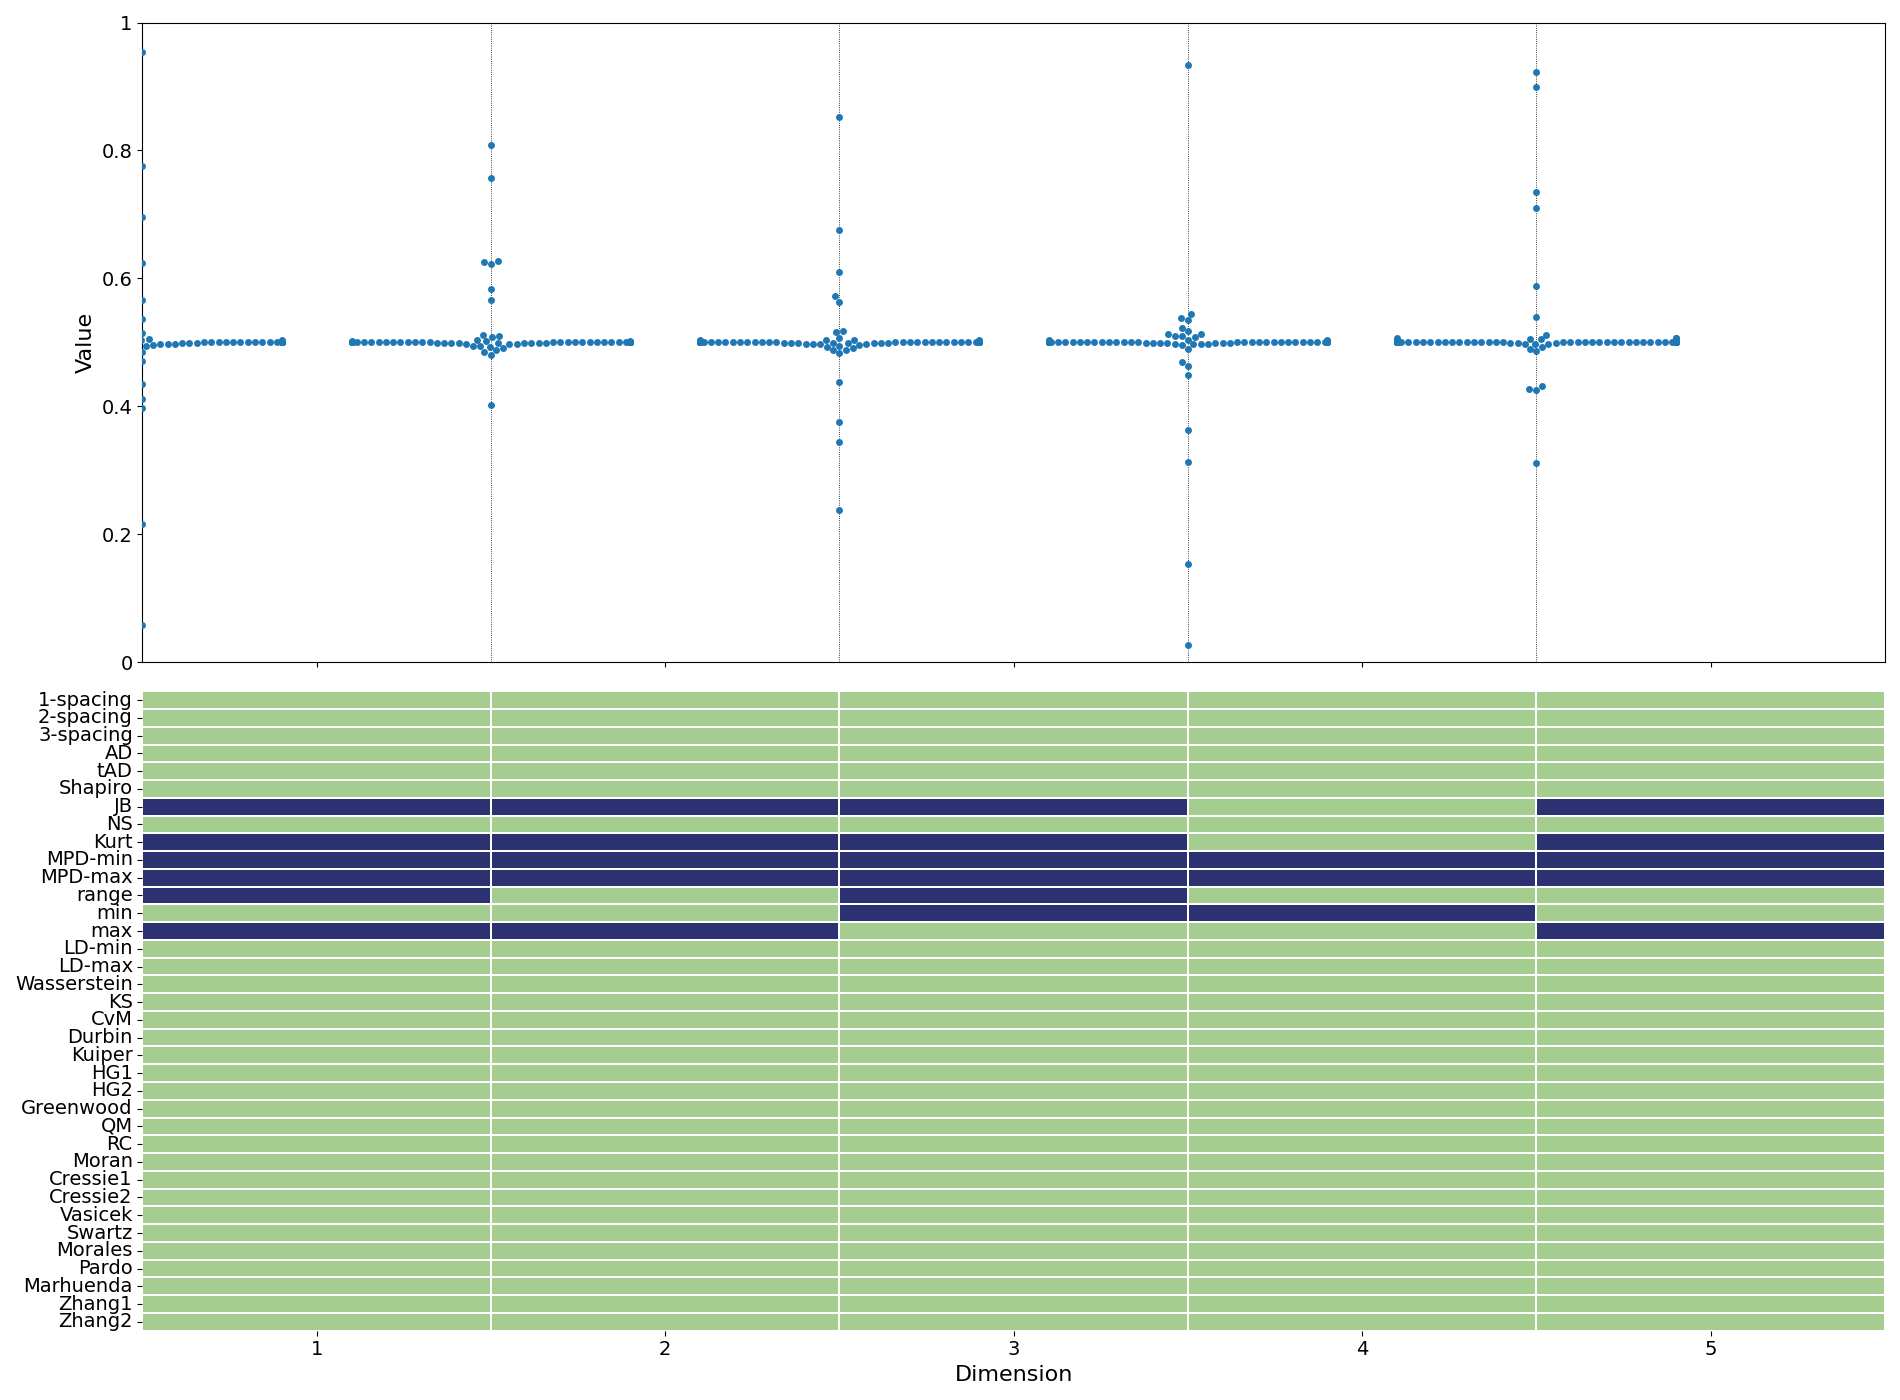 1
0.8
0.6
Value
0.4
0.2
0
1-spacing
2-spacing
3-spacing
AD
tAD
Shapiro
JB
NS
Kurt
MPD-min
MPD-max
range
min
max
LD-min
LD-max
Wasserstein
KS
CvM
Durbin
Kuiper
HG1
HG2
Greenwood
QM
RC
Moran
Cressie1
Cressie2
Vasicek
Swartz
Morales
Pardo
Marhuenda
Zhang1
Zhang2
1 2 3 4 5
Dimension